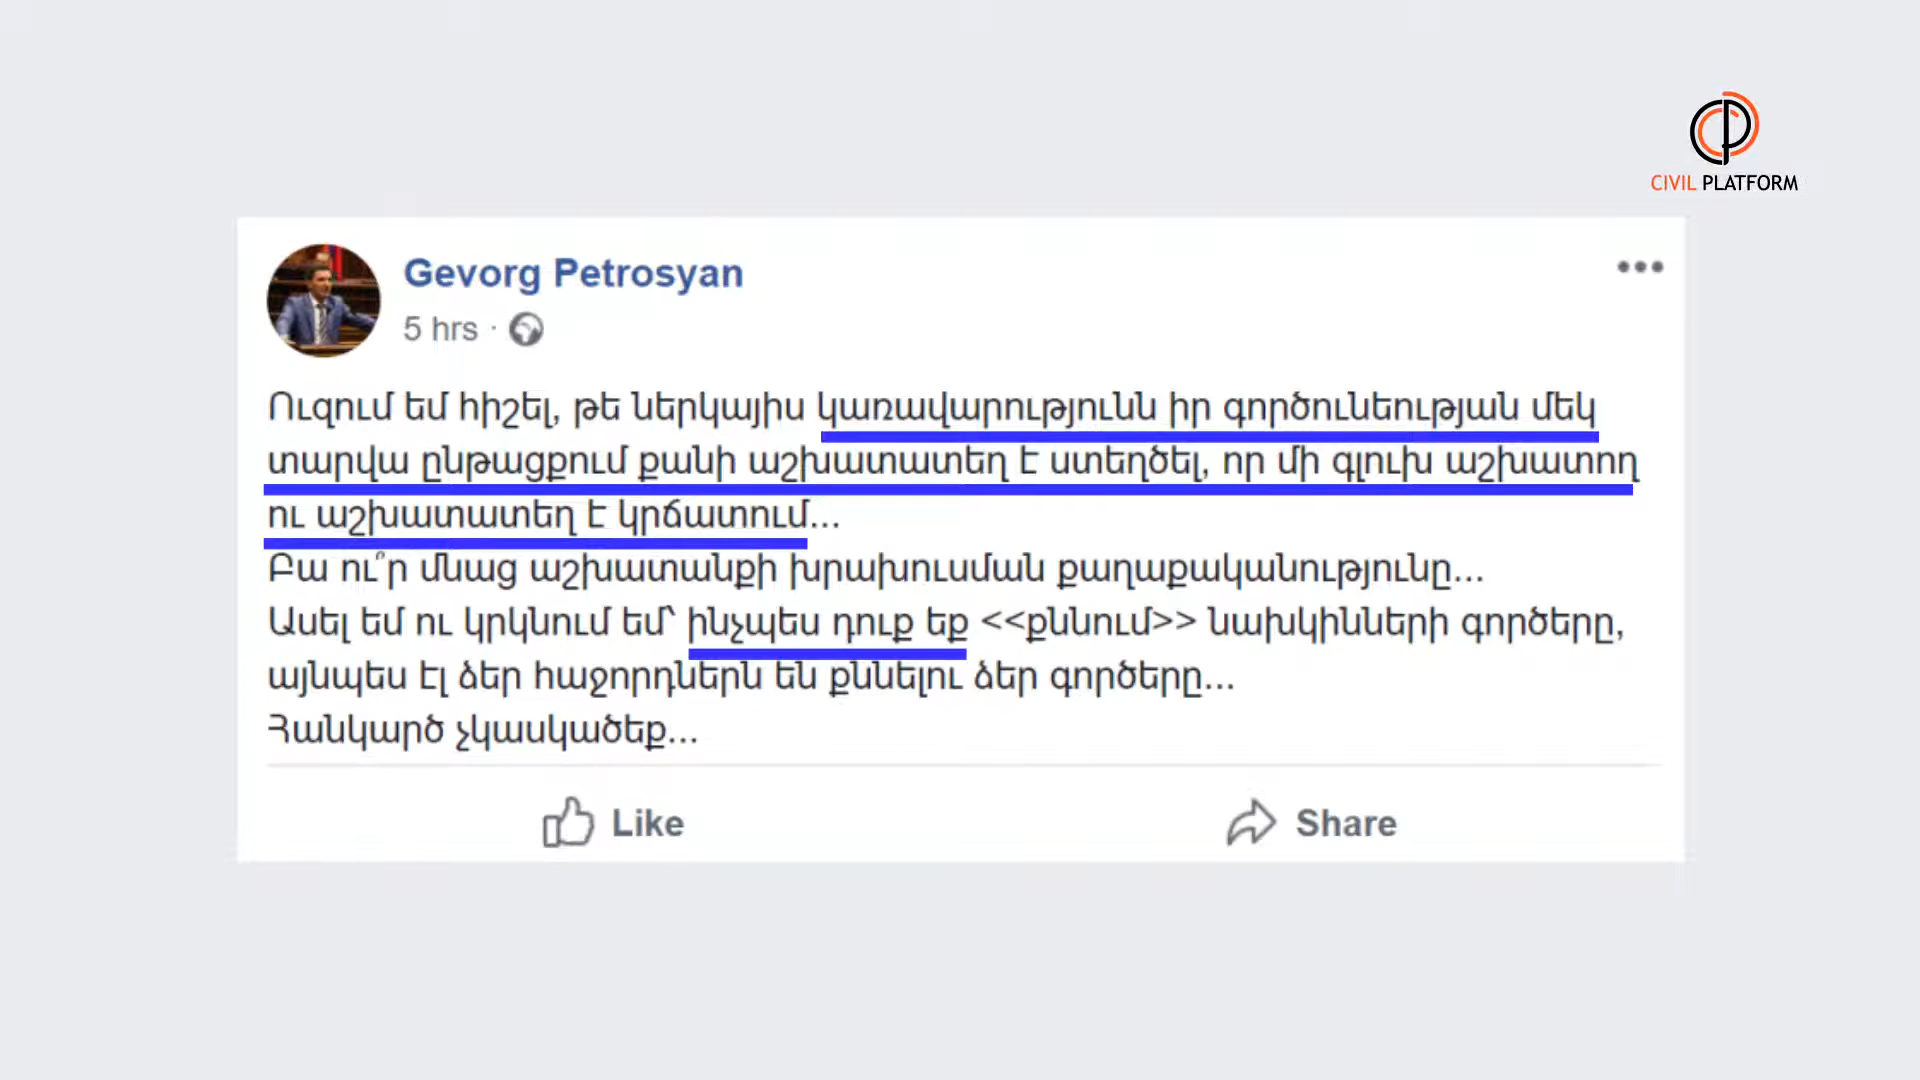 CIVIL PLATFORM
Gevorg Petrosyan
5 hrs ·
Ուզում եմ հիշել, թե ներկայիս կառավարությունն իր գործունեության մեկ
տարվա ընթացքում քանի աշխատատեղ է ստեղծել, որ մի գլուխ աշխատող
ու աշխատատեղ է կրճատում...
Բա ու՞ր մնաց աշխատանքի խրախուսման քաղաքականությունը...
Ասել եմ ու կրկնում եմ՝ ինչպես դուք եք <<քննում>> նախկինների գործերը,
այնպես էլ ձեր հաջորդներն են քննելու ձեր գործերը...
Հանկարծ չկասկածեք...
Like
Share